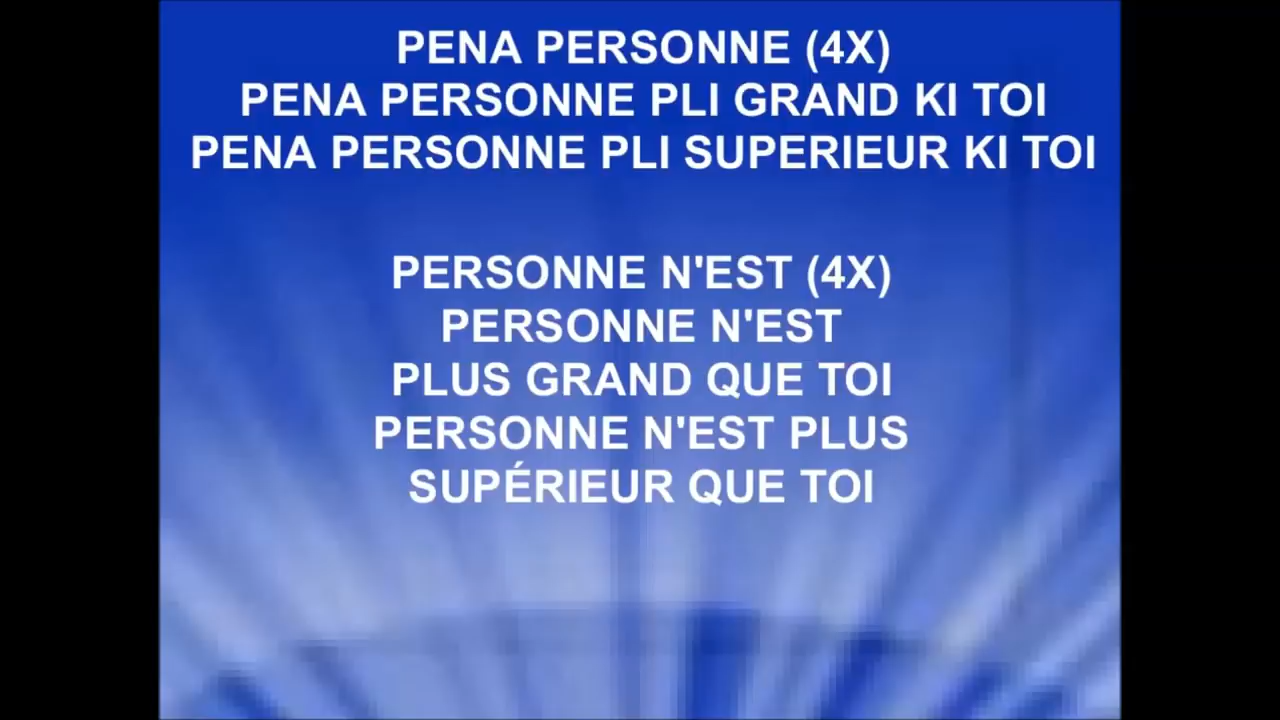 PENA PERSONNE (4X)
PENA PERSONNE PLI GRAND KI TOI
PENA PERSONNE PLI SUPERIEUR KI TOI
PERSONNE N'EST (4X)
PERSONNE N'EST
PLUS GRAND QUE TOI
PERSONNE N'EST PLUS
SUPÉRIEUR QUE TOI